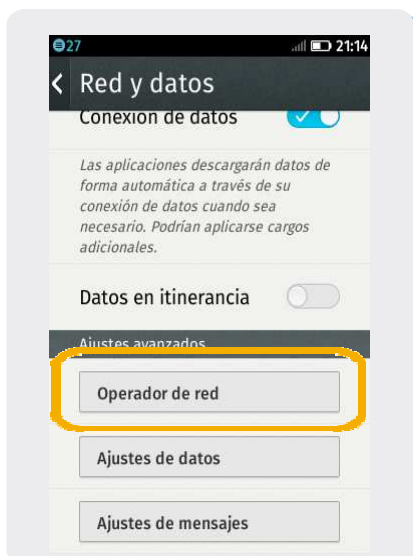 27
21:14
Red y datos
Conexión de datos
Las aplicaciones descargarán datos de
forma automática a través de su
conexión de datos cuando sea
necesario. Podrían aplicarse cargos
adicionales.
Datos en itinerancia
Ajustes avanzados
Operador de red
Ajustes de datos
Ajustes de mensajes